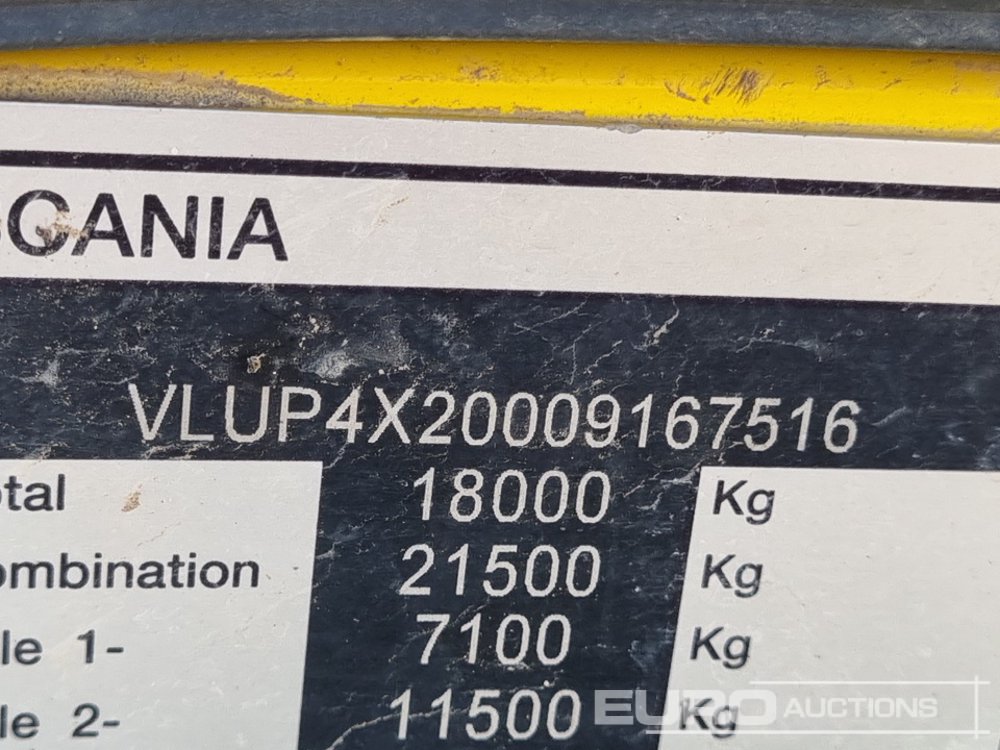 SCANIA
VLUP4X20009167516
otal 18000 Kg
ombination 21500 Kg
le 1- 7100 Kg
le 2- 11500 Kg
EURO AUCTIONS